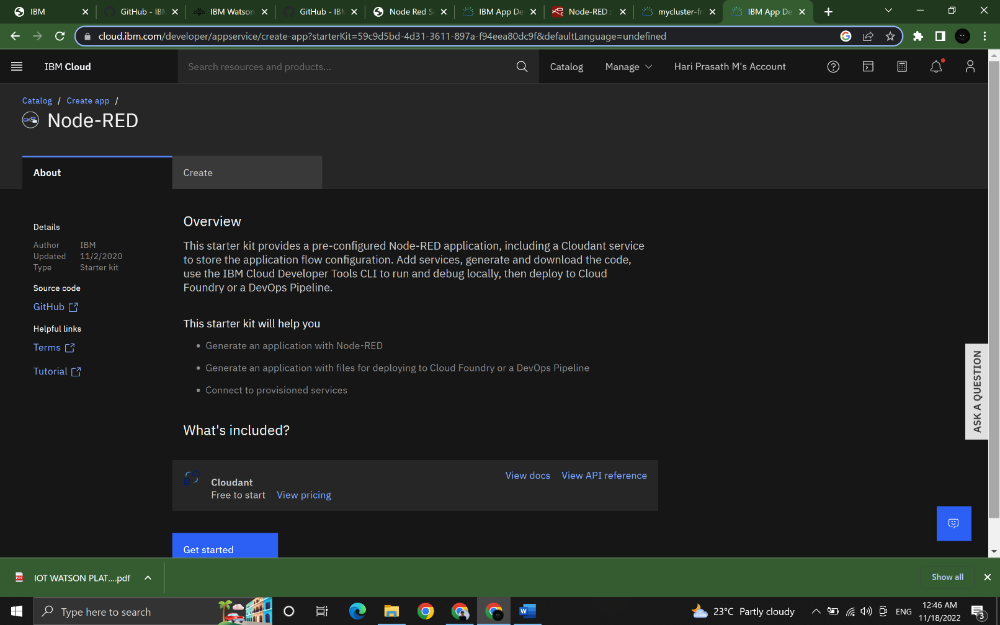 IBM
GitHub - IBM
IBM Watson
GitHub - IBM
Node Red S
IBM App De
Node-RED :
mycluster-fr
IBM App De
cloud.ibm.com/developer/appservice/create-app?starterKit=59c9d5bd-4d31-3611-897a-f94eea80dc9f&defaultLanguage=undefined
IBM Cloud
Search resources and products...
Catalog
Manage
Hari Prasath M's Account
Catalog / Create app /
Node-RED
About
Create
Details
Author IBM
Updated 11/2/2020
Type Starter kit
Source code
GitHub
Helpful links
Terms
Tutorial
Overview
This starter kit provides a pre-configured Node-RED application, including a Cloudant service
to store the application flow configuration. Add services, generate and download the code,
use the IBM Cloud Developer Tools CLI to run and debug locally, then deploy to Cloud
Foundry or a DevOps Pipeline.
This starter kit will help you
• Generate an application with Node-RED
• Generate an application with files for deploying to Cloud Foundry or a DevOps Pipeline
• Connect to provisioned services
What's included?
Cloudant
Free to start View pricing
View docs View API reference
Get started
ASK A QUESTION
IOT WATSON PLAT....pdf
Show all
Type here to search
23°C Partly cloudy
ENG
12:46 AM
11/18/2022
3